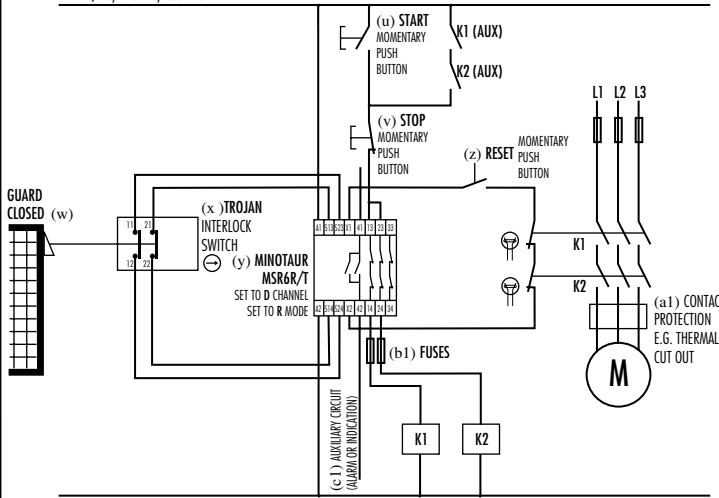 (u) START
MOMENTARY
PUSH
BUTTON
K1 (AUX)
K2 (AUX)
L1 L2 L3
(v) STOP
MOMENTARY
PUSH
BUTTON
(z) RESET
MOMENTARY
PUSH
BUTTON
GUARD
CLOSED (w)
(x )TROJAN
INTERLOCK
SWITCH
11 21
12 22
(y) MINOTAUR
MSR6R/T
SET TO D CHANNEL
SET TO R MODE
A1 S13 S23 X1 41 13 23 33
A2 S14 S24 X2 42 14 24 34
K1
K2
(a1) CONTAC
PROTECTION
E.G. THERMAL
CUT OUT
M
(b1) FUSES
(c1) AUXILIARY CIRCUIT
(ALARM OR INDICATION)
K1
K2